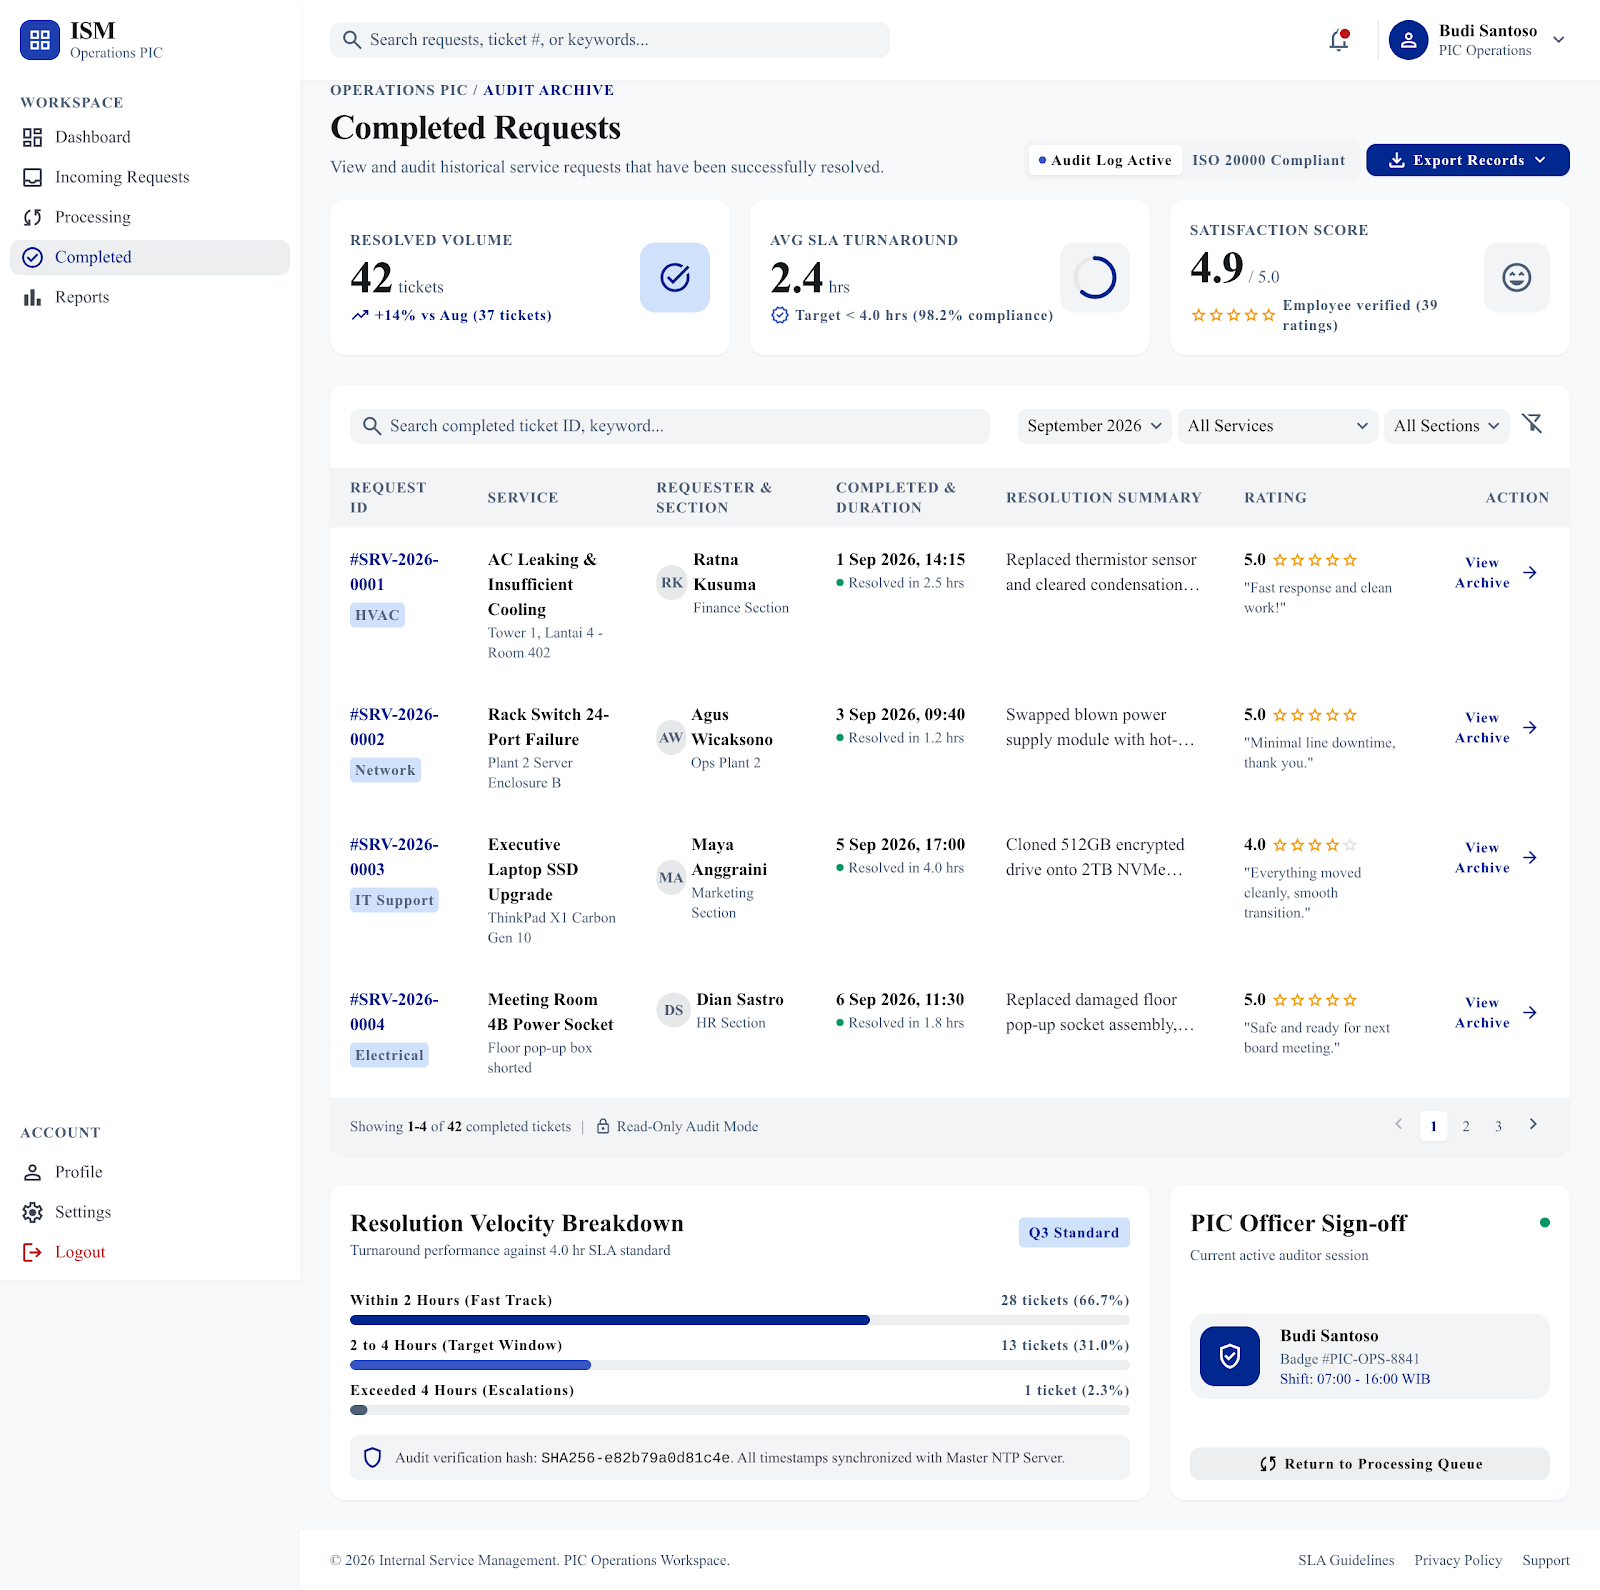 ISM
Operations PIC
WORKSPACE
Dashboard
Incoming Requests
Processing
Completed
Reports
ACCOUNT
Profile
Settings
Logout
Search requests, ticket #, or keywords...
Budi Santoso
PIC Operations
OPERATIONS PIC / AUDIT ARCHIVE
Completed Requests
View and audit historical service requests that have been successfully resolved.
Audit Log Active
ISO 20000 Compliant
Export Records
RESOLVED VOLUME
42 tickets
+14% vs Aug (37 tickets)
AVG SLA TURNAROUND
2.4 hrs
Target < 4.0 hrs (98.2% compliance)
SATISFACTION SCORE
4.9 / 5.0
Employee verified (39
ratings)
Search completed ticket ID, keyword...
September 2026
All Services
All Sections
REQUEST
ID
SERVICE
REQUESTER &
SECTION
COMPLETED &
DURATION
RESOLUTION SUMMARY
RATING
ACTION
#SRV-2026-
0001
HVAC
AC Leaking &
Insufficient
Cooling
Tower 1, Lantai 4 -
Room 402
RK
Ratna
Kusuma
Finance Section
1 Sep 2026, 14:15
Resolved in 2.5 hrs
Replaced thermistor sensor
and cleared condensation…
5.0
"Fast response and clean
work!"
View
Archive
#SRV-2026-
0002
Network
Rack Switch 24-
Port Failure
Plant 2 Server
Enclosure B
AW
Agus
Wicaksono
Ops Plant 2
3 Sep 2026, 09:40
Resolved in 1.2 hrs
Swapped blown power
supply module with hot-…
5.0
"Minimal line downtime,
thank you."
View
Archive
#SRV-2026-
0003
IT Support
Executive
Laptop SSD
Upgrade
ThinkPad X1 Carbon
Gen 10
MA
Maya
Anggraini
Marketing
Section
5 Sep 2026, 17:00
Resolved in 4.0 hrs
Cloned 512GB encrypted
drive onto 2TB NVMe…
4.0
"Everything moved
cleanly, smooth
transition."
View
Archive
#SRV-2026-
0004
Electrical
Meeting Room
4B Power Socket
Floor pop-up box
shorted
DS
Dian Sastro
HR Section
6 Sep 2026, 11:30
Resolved in 1.8 hrs
Replaced damaged floor
pop-up socket assembly,…
5.0
"Safe and ready for next
board meeting."
View
Archive
Showing 1-4 of 42 completed tickets | Read-Only Audit Mode
1 2 3
Resolution Velocity Breakdown
Turnaround performance against 4.0 hr SLA standard
Q3 Standard
Within 2 Hours (Fast Track)
28 tickets (66.7%)
2 to 4 Hours (Target Window)
13 tickets (31.0%)
Exceeded 4 Hours (Escalations)
1 ticket (2.3%)
Audit verification hash: SHA256-e82b79a0d81c4e. All timestamps synchronized with Master NTP Server.
PIC Officer Sign-off
Current active auditor session
Budi Santoso
Badge #PIC-OPS-8841
Shift: 07:00 - 16:00 WIB
Return to Processing Queue
© 2026 Internal Service Management. PIC Operations Workspace.
SLA Guidelines
Privacy Policy
Support